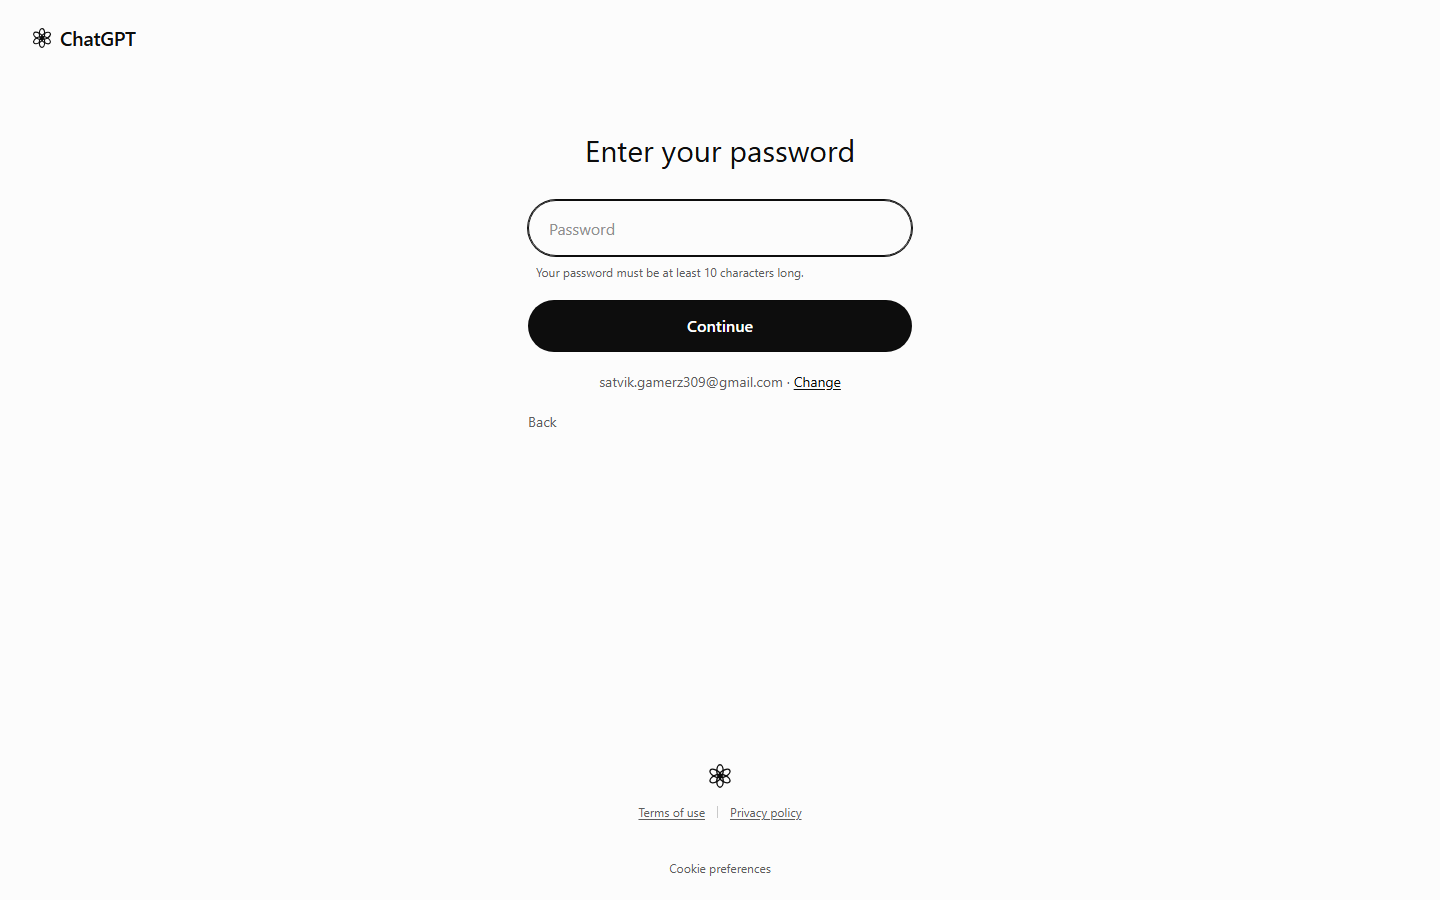 ChatGPT
Enter your password
Password
Your password must be at least 10 characters long.
Continue
satvik.gamerz309@gmail.com · Change
Back
Terms of use | Privacy policy
Cookie preferences